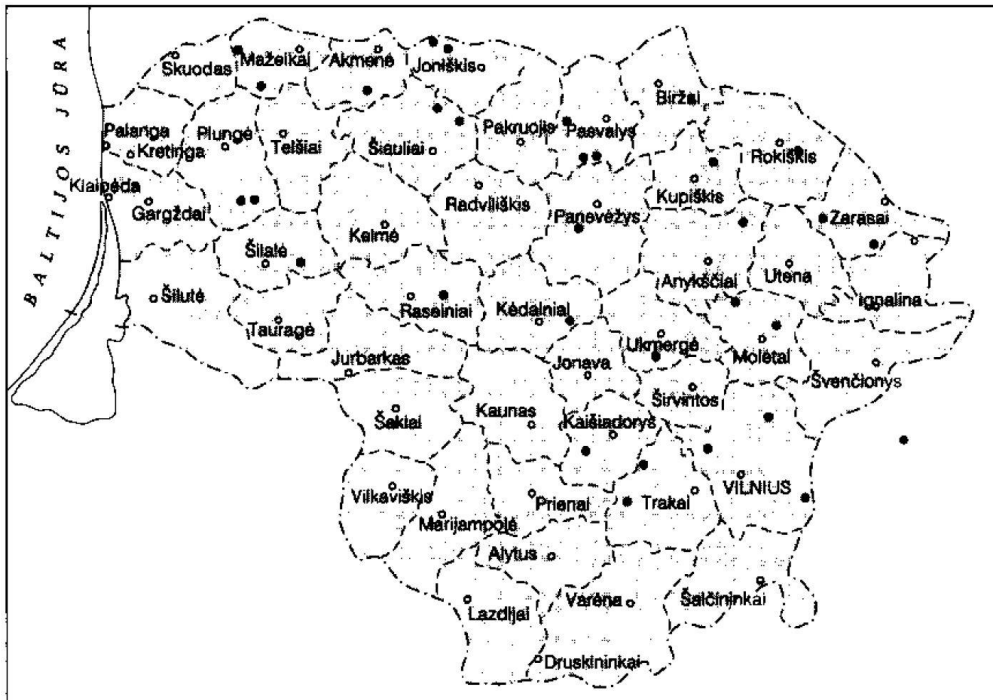 BALTIJOS JŪRA
Skuodas
Mažeikai
Akmenė
Joniškis
Biržai
Palanga
Kretinga
Plungė
Telšiai
Šiauliai
Pakruojis
Pasvalys
Rokiškis
Klaipėda
Gargždai
Radviliškis
Panevėžys
Kupiškis
Zarasai
Šilalė
Kelmė
Anykščiai
Utena
Ignalina
Šilutė
Tauragė
Raseiniai
Kėdainiai
Ukmergė
Molėtai
Jurbarkas
Jonava
Švenčionys
Širvintos
Šakiai
Kaunas
Kaišiadorys
Vilkaviškis
Marijampolė
Prienai
Trakai
VILNIUS
Alytus
Lazdijai
Varėna
Šalčininkai
Druskininkai